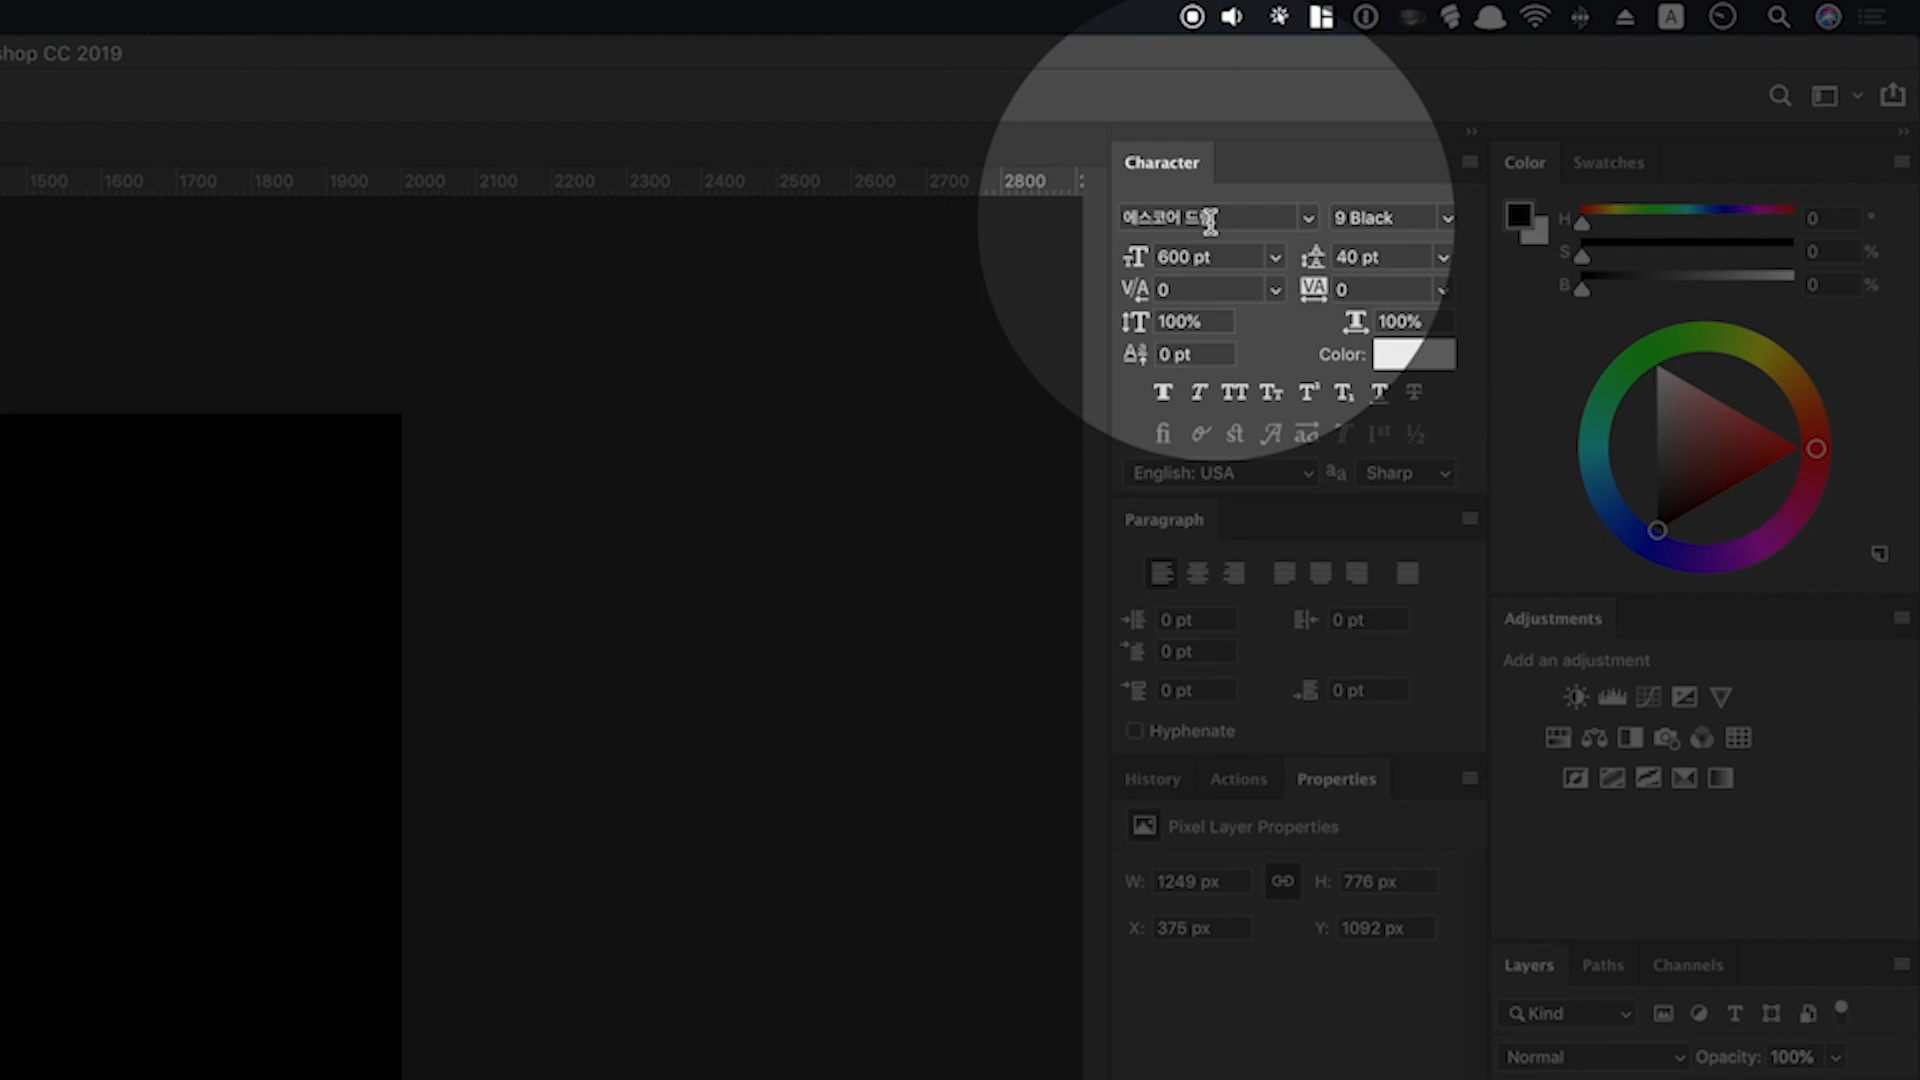 shop CC 2019
1500 1600 1700 1800 1900 2000 2100 2200 2300 2400 2500 2600 2700 2800
Character
에스코어 9 Black
600 pt 40 pt
0 0
100% 100%
0 pt Color:
English: USA Sharp
Paragraph
0 pt 0 pt
0 pt
0 pt 0 pt
Hyphenate
History Actions Properties
Pixel Layer Properties
W: 1249 px H: 776 px
X: 375 px Y: 1092 px
Color Swatches
H 0 °
S 0 %
B 0 %
Adjustments
Add an adjustment
Layers Paths Channels
Kind
Normal Opacity: 100%